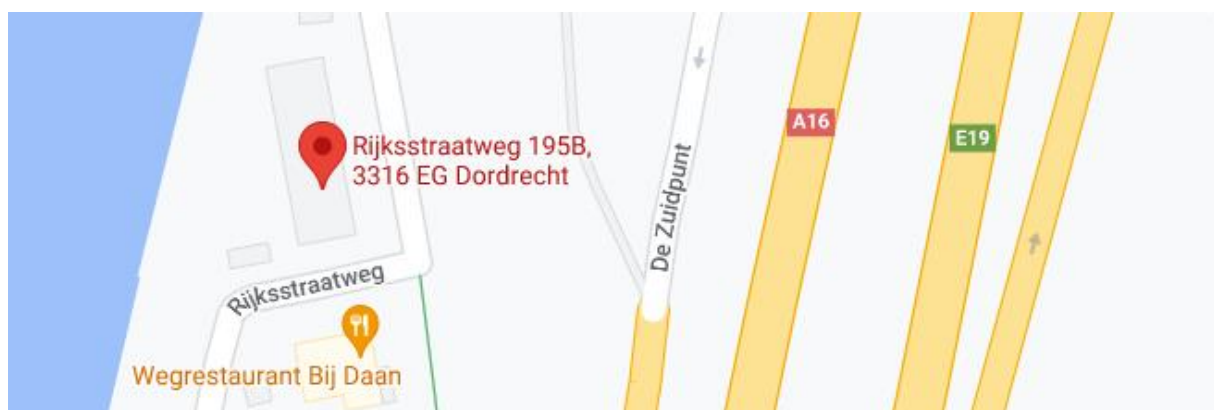 A16
E19
Rijksstraatweg 195B,
3316 EG Dordrecht
De Zuidpunt
Rijksstraatweg
Wegrestaurant Bij Daan